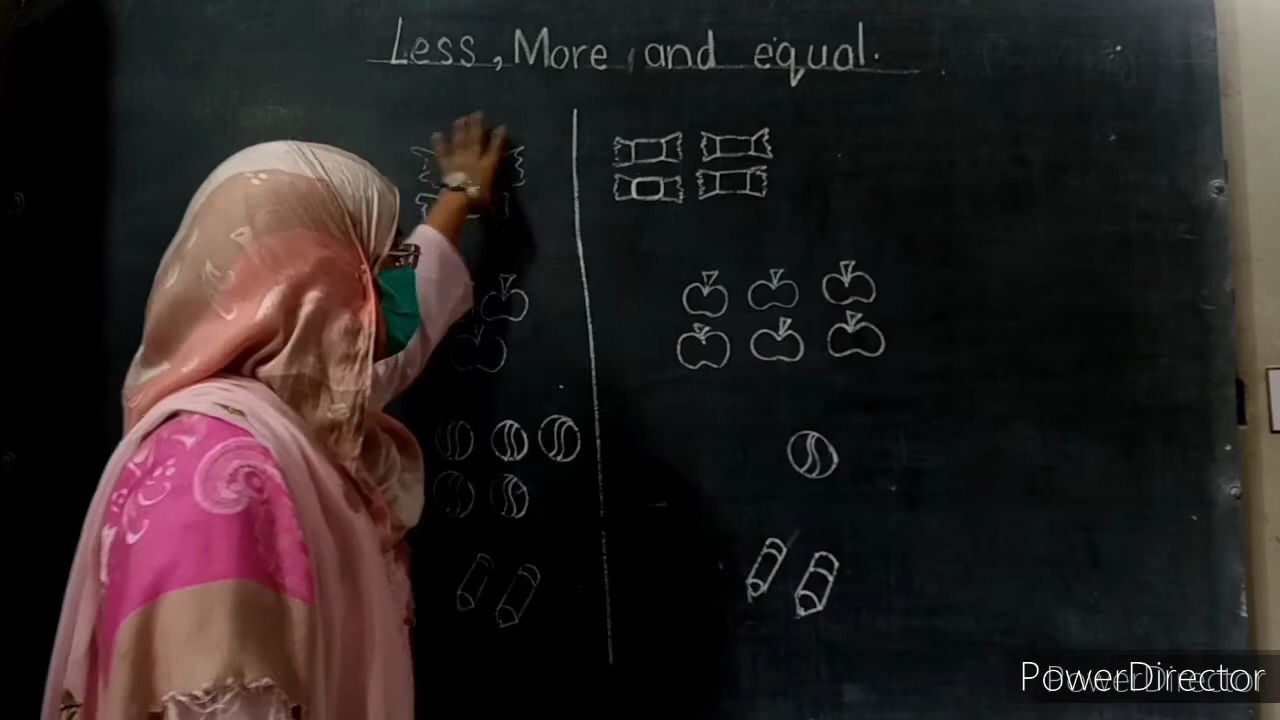 Less, More, and equal.
PowerDirector